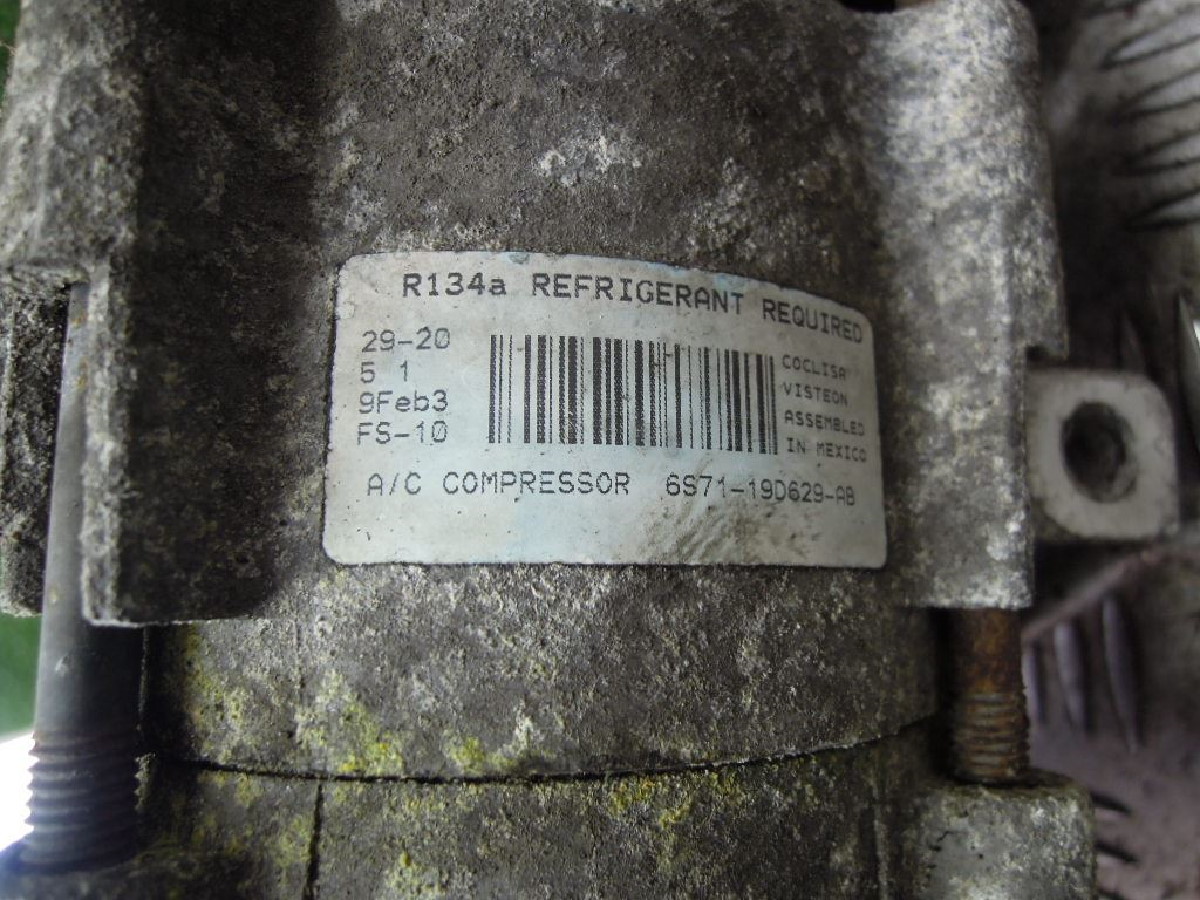 R134a REFRIGERANT REQUIRED
29-20
5 1
9Feb3
FS-10
COCLISA
VISTEON
ASSEMBLED
IN MEXICO
A/C COMPRESSOR 6S71-19D629-AB